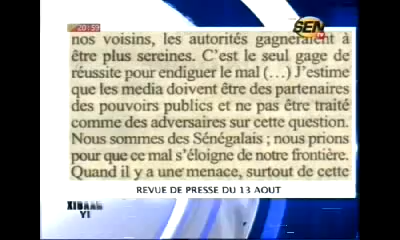 20:59
SEN
nos voisins, les autorités gagneraient à
être plus sereines. C'est le seul gage de
réussite pour endiguer le mal (…) J'estime
que les media doivent être des partenaires
des pouvoirs publics et ne pas être traité
comme des adversaires sur cette question.
Nous sommes des Sénégalais ; nous prions
pour que ce mal s'éloigne de notre frontière.
Quand il y a une menace, surtout de cette
REVUE DE PRESSE DU 13 AOUT
XIBAAR
YI